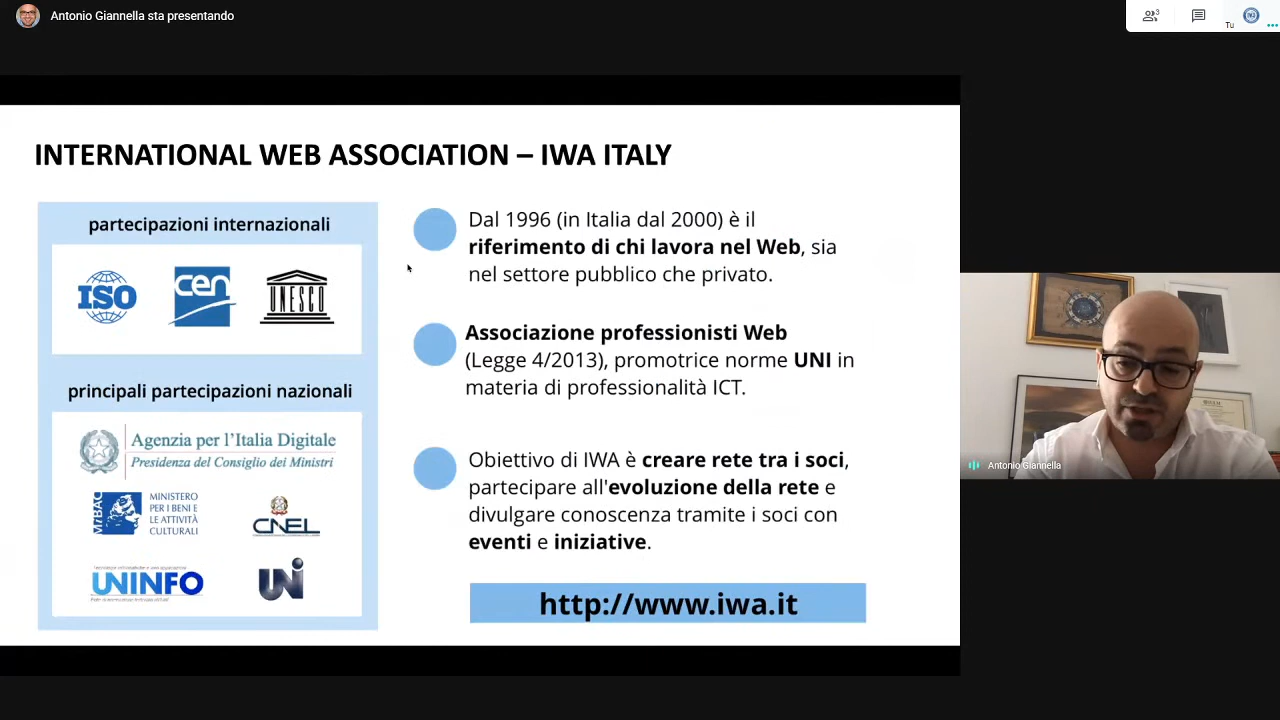 Antonio Giannella sta presentando
3
Tu
INTERNATIONAL WEB ASSOCIATION – IWA ITALY
partecipazioni internazionali
ISO
cen
UNESCO
principali partecipazioni nazionali
Agenzia per l'Italia Digitale
Presidenza del Consiglio dei Ministri
MiBAC
MINISTERO
PER I BENI E
LE ATTIVITÀ
CULTURALI
CNEL
UNINFO
UNI
Dal 1996 (in Italia dal 2000) è il
riferimento di chi lavora nel Web, sia
nel settore pubblico che privato.
Associazione professionisti Web
(Legge 4/2013), promotrice norme UNI in
materia di professionalità ICT.
Obiettivo di IWA è creare rete tra i soci,
partecipare all'evoluzione della rete e
divulgare conoscenza tramite i soci con
eventi e iniziative.
http://www.iwa.it
Antonio Giannella